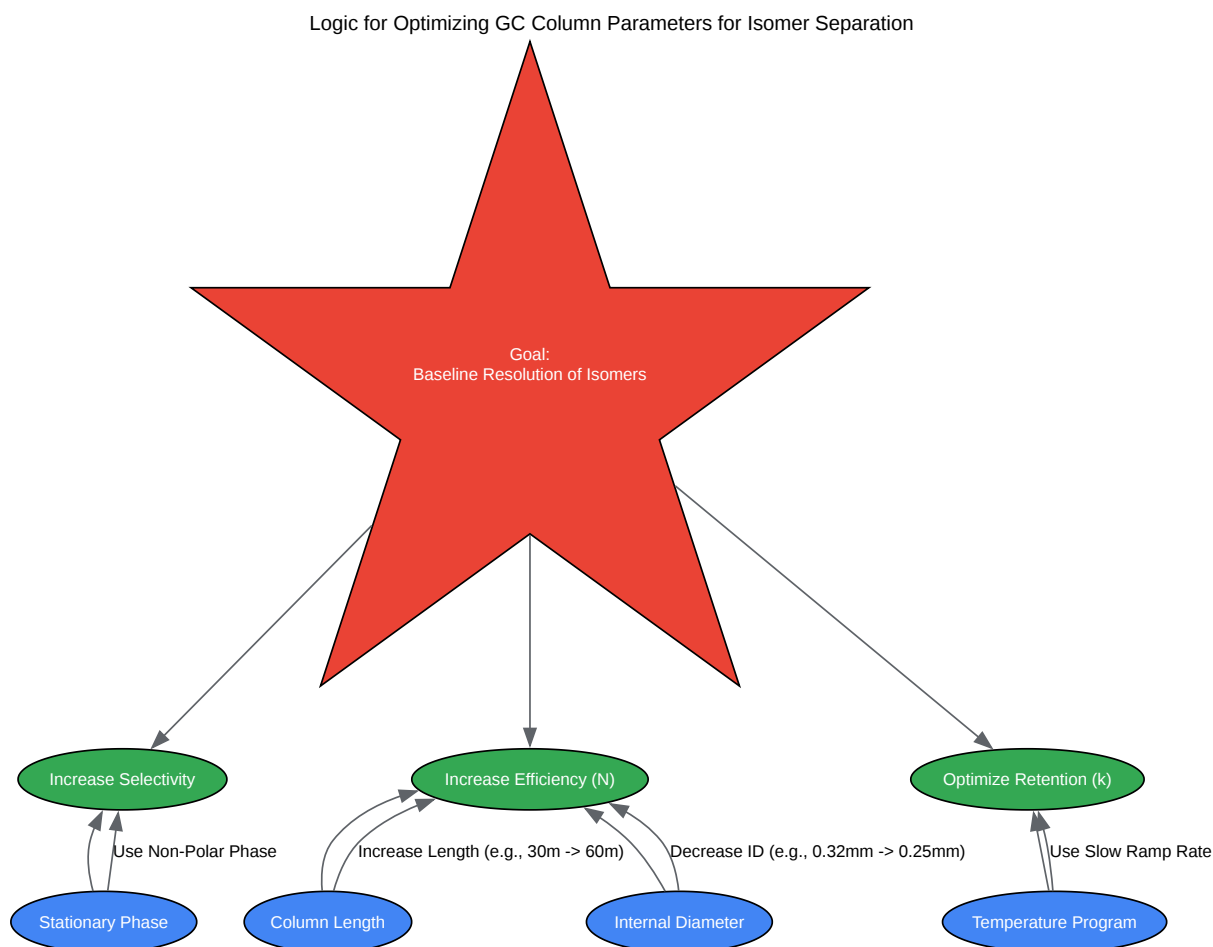 Logic for Optimizing GC Column Parameters for Isomer Separation
Goal:
Baseline Resolution of Isomers
Increase Selectivity
Increase Efficiency (N)
Optimize Retention (k)
Use Non-Polar Phase
Increase Length (e.g., 30m -> 60m)
Decrease ID (e.g., 0.32mm -> 0.25mm)
Use Slow Ramp Rate
Stationary Phase
Column Length
Internal Diameter
Temperature Program